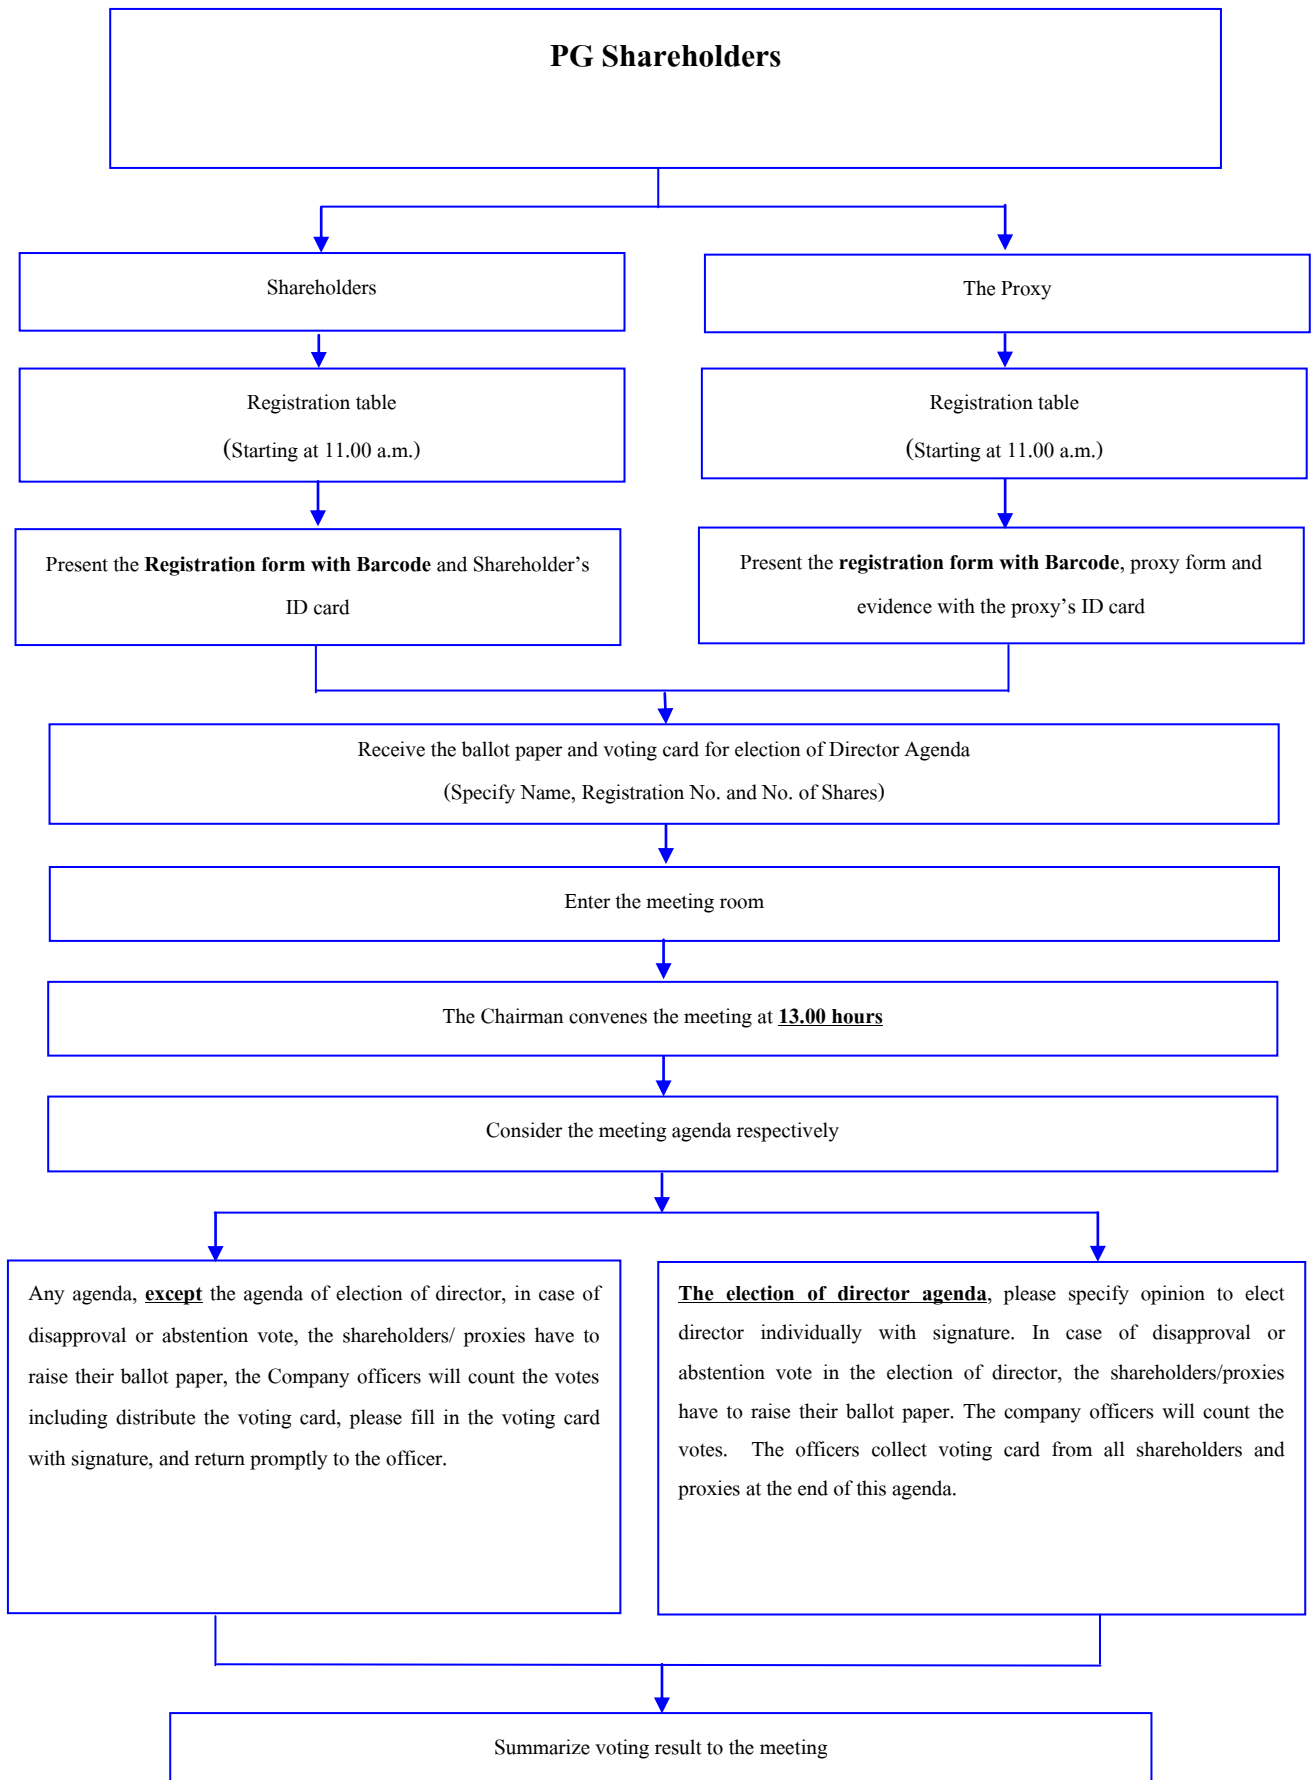 PG Shareholders
Shareholders
The Proxy
Registration table
(Starting at 11.00 a.m.)
Registration table
(Starting at 11.00 a.m.)
Present the Registration form with Barcode and Shareholder’s
ID card
Present the registration form with Barcode, proxy form and
evidence with the proxy’s ID card
Receive the ballot paper and voting card for election of Director Agenda
(Specify Name, Registration No. and No. of Shares)
Enter the meeting room
The Chairman convenes the meeting at 13.00 hours
Consider the meeting agenda respectively
Any agenda, except the agenda of election of director, in case of
disapproval or abstention vote, the shareholders/ proxies have to
raise their ballot paper, the Company officers will count the votes
including distribute the voting card, please fill in the voting card
with signature, and return promptly to the officer.
The election of director agenda, please specify opinion to elect
director individually with signature. In case of disapproval or
abstention vote in the election of director, the shareholders/proxies
have to raise their ballot paper. The company officers will count the
votes. The officers collect voting card from all shareholders and
proxies at the end of this agenda.
Summarize voting result to the meeting